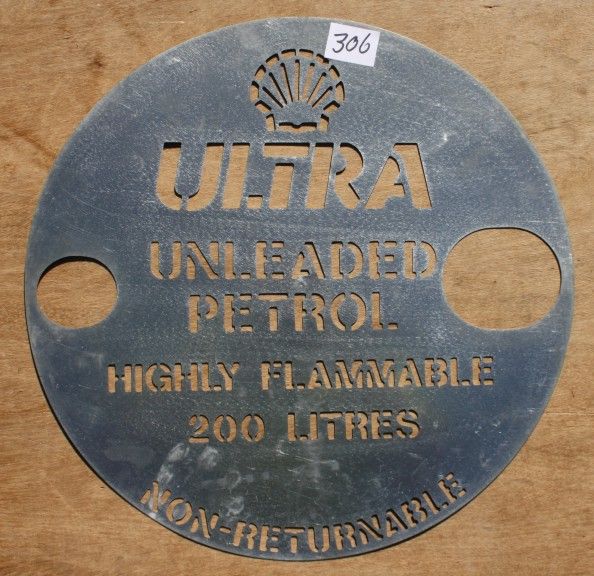 306
ULTRA
UNLEADED
PETROL
HIGHLY FLAMMABLE
200 LITRES
NON-RETURNABLE